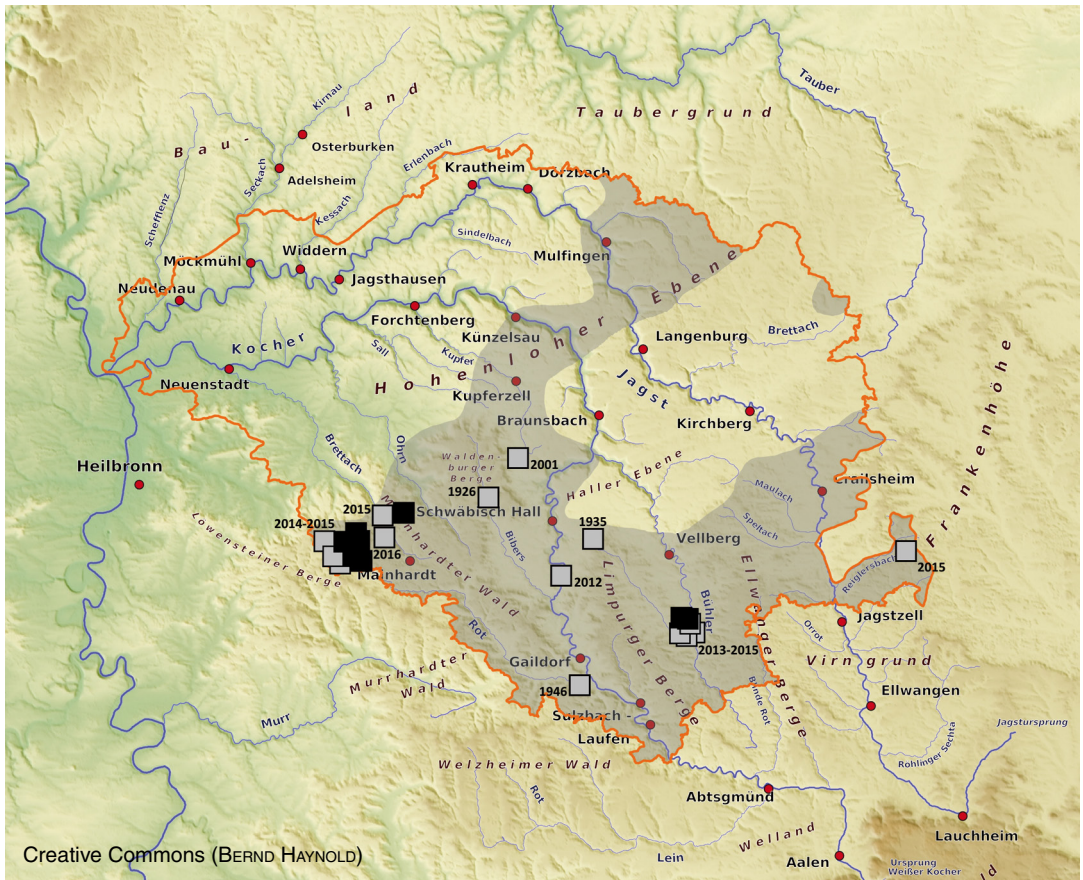 Tauber
Kirnau
land
Taubergrund
Bau-
Osterburken
Erlenbach
Seckach
Adelsheim
Krautheim
Dörzbach
Schefflenz
Kessach
Sindelbach
Widdern
Mulfingen
Möckmühl
Jagsthausen
Neudenau
Hohenloher Ebene
Forchtenberg
Künzelsau
Langenburg
Brettach
Kocher
Sall
Kupfer
Jagst
Neuenstadt
Kupferzell
Braunsbach
Kirchberg
Frankenhöhe
Brettach
Ohrn
Walden-
burger
Berge
2001
Haller Ebene
Heilbronn
Maulach
Crailsheim
1926
2015
Schwäbisch Hall
2014-2015
Löwensteiner Berge
Mainhardter Wald
2016
Bibers
1935
Speltach
Vellberg
2015
Mainhardt
2012
Reiglersbach
Limpurger Berge
Bühler
Ellwanger Berge
Jagstzell
Rot
2013-2015
Orrot
Gaildorf
Virngrund
Murrhardter
Wald
1946
Blinde Rot
Ellwangen
Murr
Sulzbach -
Laufen
Jagstursprung
Rohlinger Sechta
Welzheimer Wald
Rot
Abtsgmünd
Welland
Lauchheim
Lein
Aalen
Ursprung
Weißer Kocher
ld
Creative Commons (BERND HAYNOLD)